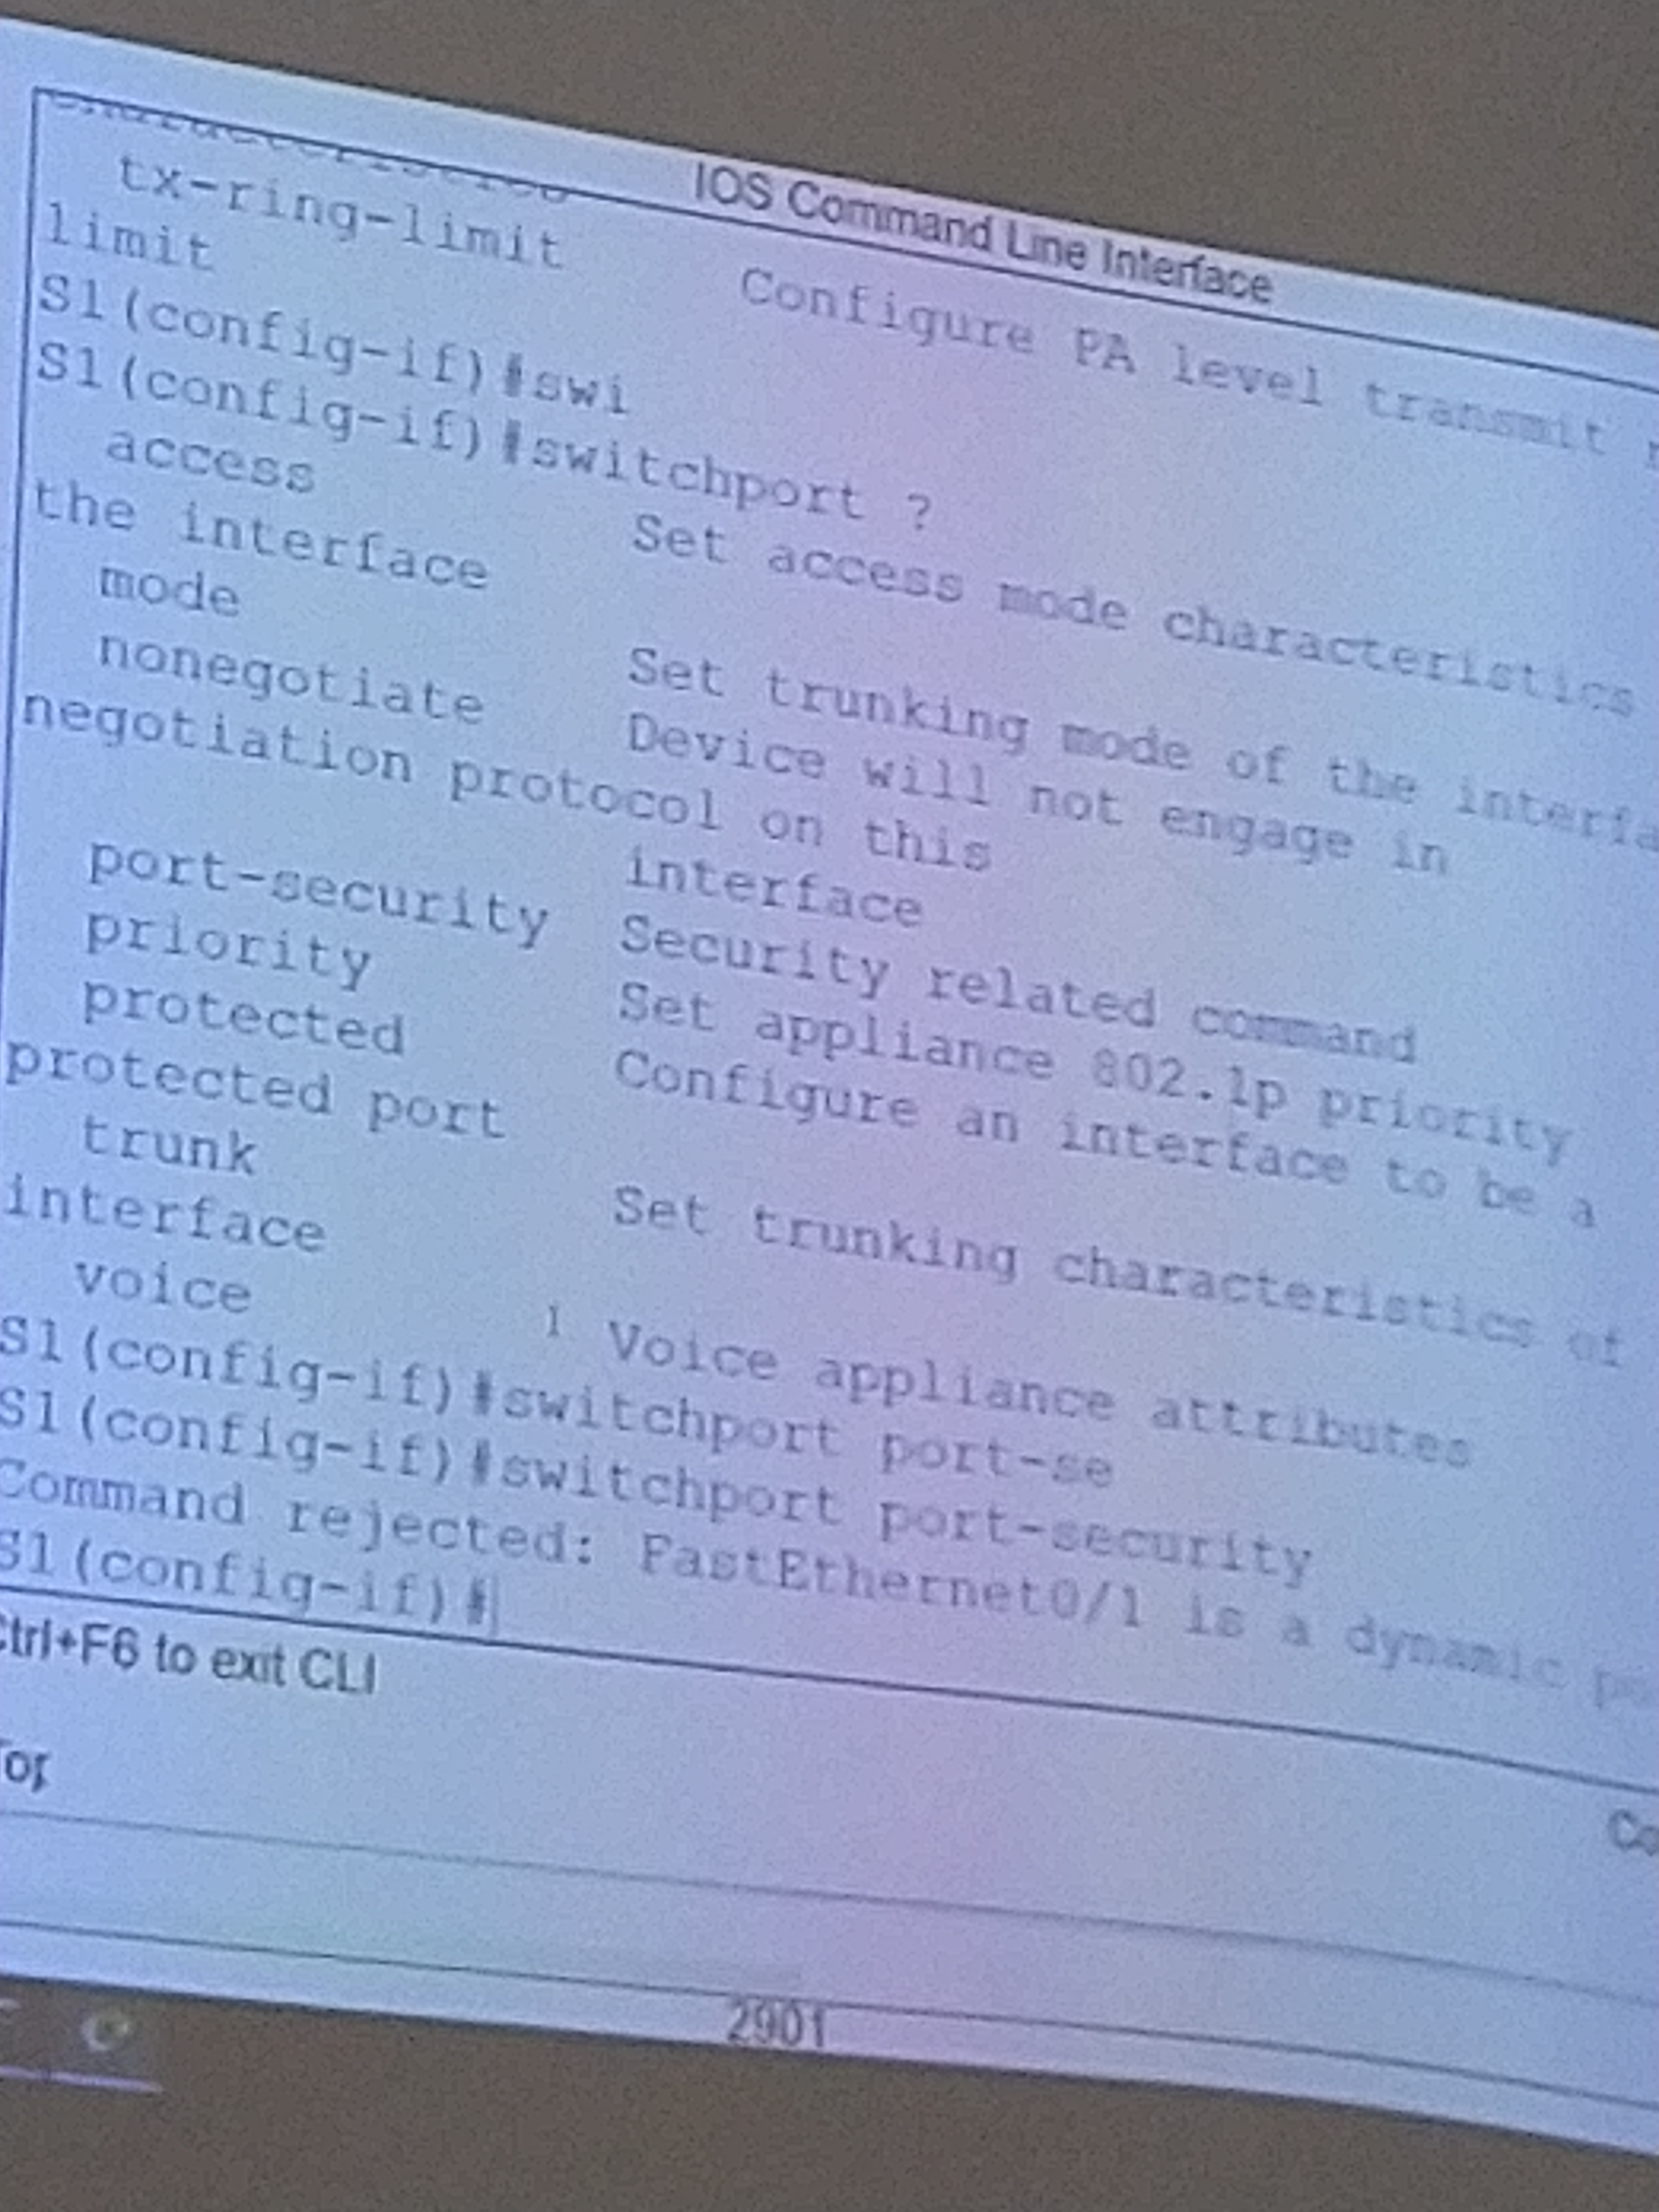 IOS Command Line Interface
tx-ring-limit Configure PA level transmit
limit
S1(config-if)#swi
S1(config-if)#switchport ?
access Set access mode characteristics
the interface
mode Set trunking mode of the interfa
nonegotiate Device will not engage in
negotiation protocol on this
interface
port-security Security related command
priority Set appliance 802.1p priority
protected Configure an interface to be a
protected port
trunk Set trunking characteristics of
interface
voice Voice appliance attributes
S1(config-if)#switchport port-se
S1(config-if)#switchport port-security
Command rejected: FastEthernet0/1 is a dynamic po
S1(config-if)#
Ctrl+F6 to exit CLI
Co
Top
2901